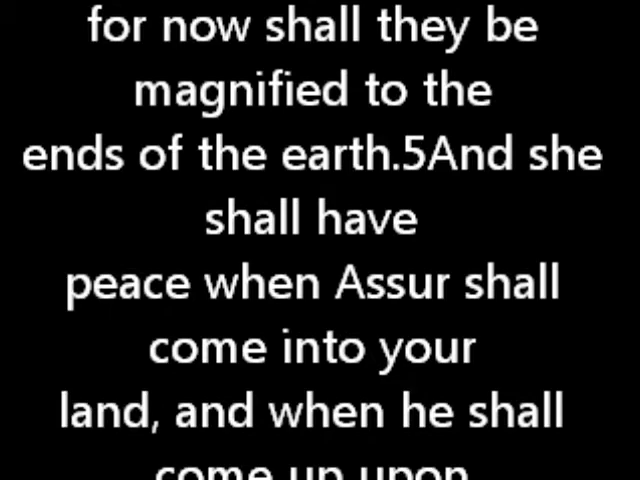 for now shall they be
magnified to the
ends of the earth.5And she
shall have
peace when Assur shall
come into your
land, and when he shall
come up upon